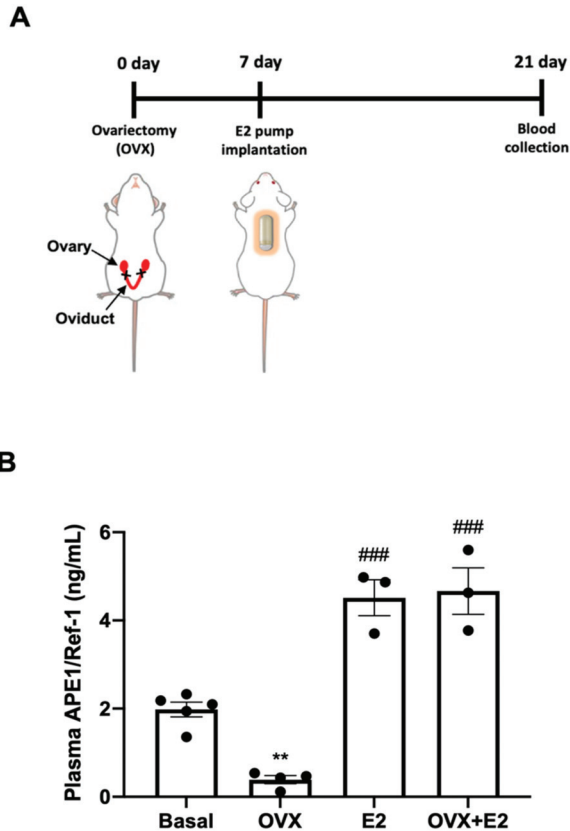 A
0 day 7 day 21 day
Ovariectomy E2 pump Blood
(OVX) implantation collection
Ovary
Oviduct
B
Plasma APE1/Ref-1 (ng/mL)
6
4
2
0
**
###
###
Basal OVX E2 OVX+E2